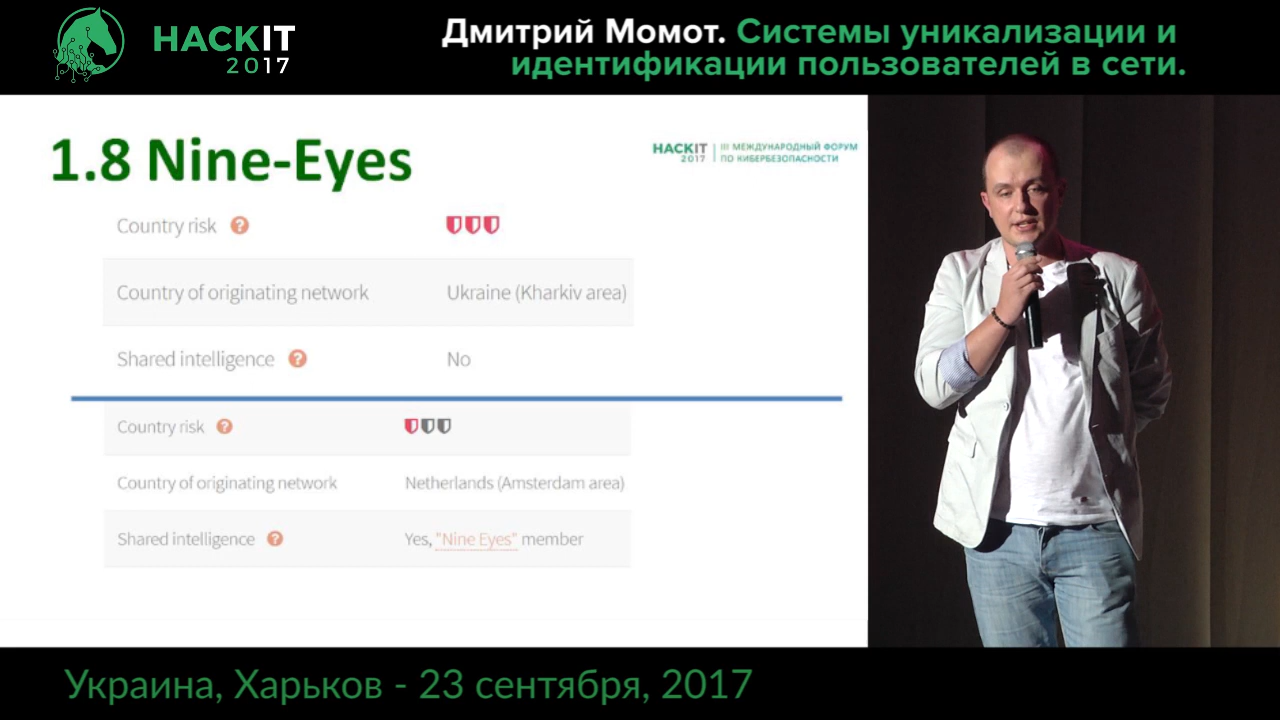 HACKIT
2017
Дмитрий Момот. Системы уникализации и
идентификации пользователей в сети.
1.8 Nine-Eyes
HACKIT
2017
III МЕЖДУНАРОДНЫЙ ФОРУМ
ПО КИБЕРБЕЗОПАСНОСТИ
Country risk ?
Country of originating network Ukraine (Kharkiv area)
Shared intelligence ? No
Country risk ?
Country of originating network Netherlands (Amsterdam area)
Shared intelligence ? Yes, "Nine Eyes" member
Украина, Харьков - 23 сентября, 2017